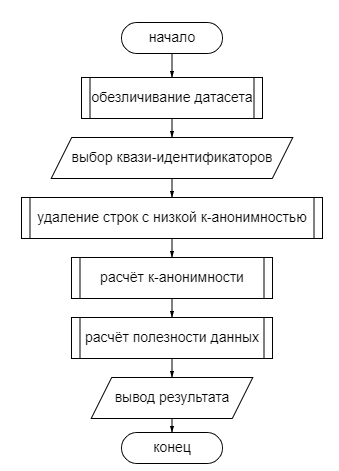 начало
обезличивание датасета
выбор квази-идентификаторов
удаление строк с низкой к-анонимностью
расчёт к-анонимности
расчёт полезности данных
вывод результата
конец